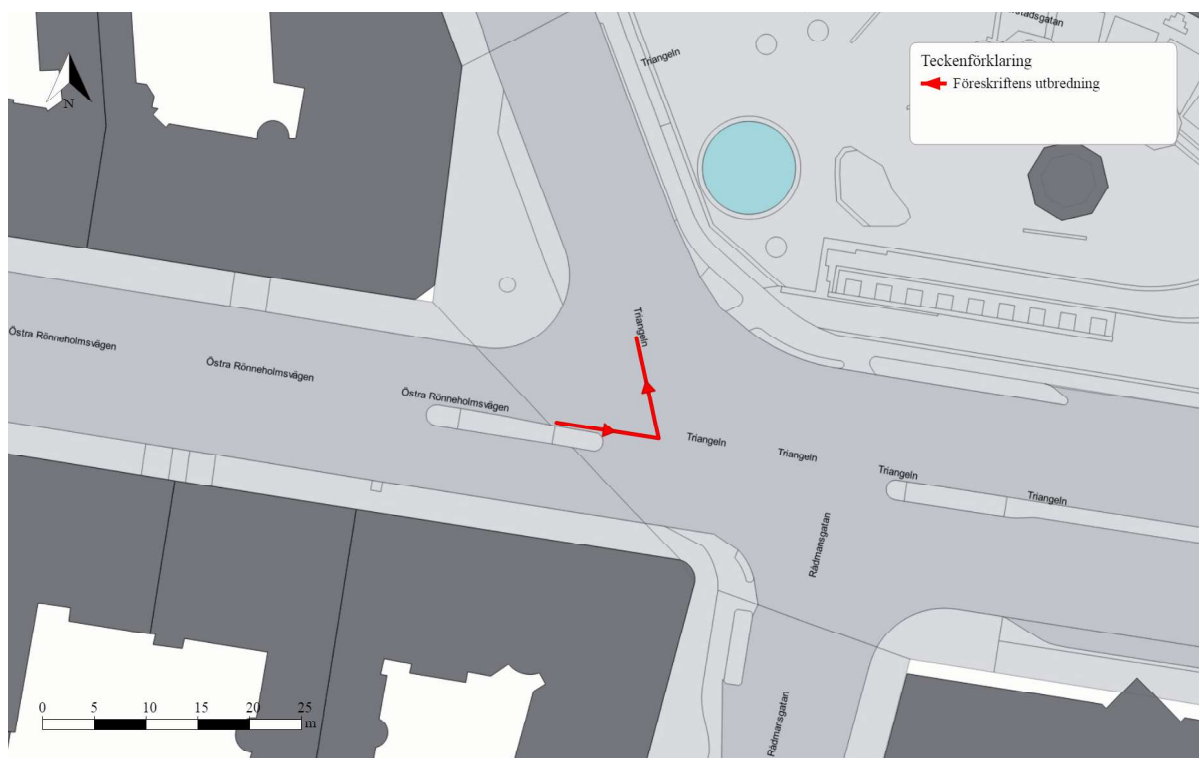 Triangeln
Teckenförklaring
Föreskriftens utbredning
N
Triangeln
Östra Rönneholmsvägen
Östra Rönneholmsvägen
Östra Rönneholmsvägen
Triangeln
Triangeln
Triangeln
Triangeln
Rådmansgatan
Rådmansgatan
0 5 10 15 20 25
m